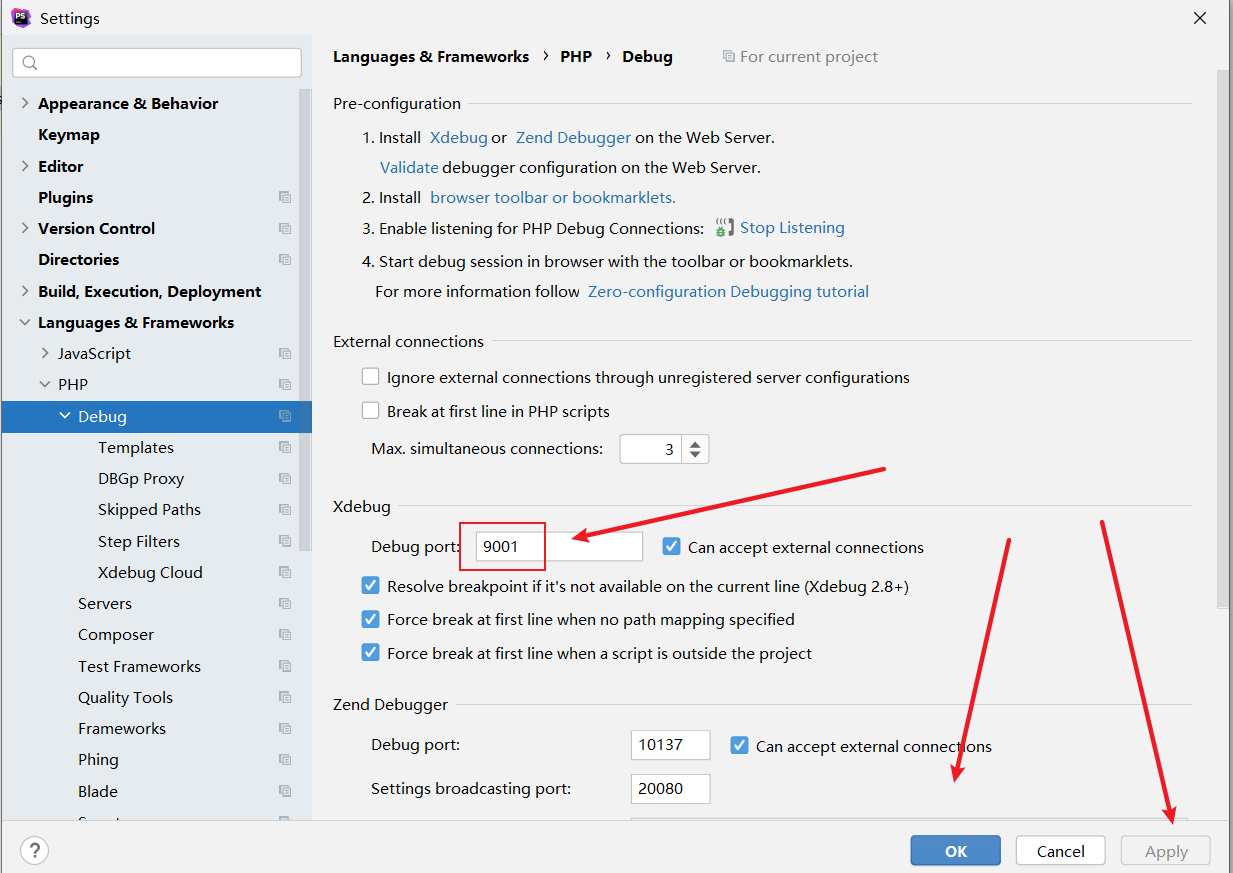 PS
Settings
Languages & Frameworks › PHP › Debug For current project
Appearance & Behavior
Keymap
Editor
Plugins
Version Control
Directories
Build, Execution, Deployment
Languages & Frameworks
JavaScript
PHP
Debug
Templates
DBGp Proxy
Skipped Paths
Step Filters
Xdebug Cloud
Servers
Composer
Test Frameworks
Quality Tools
Frameworks
Phing
Blade
Pre-configuration
1. Install Xdebug or Zend Debugger on the Web Server.
Validate debugger configuration on the Web Server.
2. Install browser toolbar or bookmarklets.
3. Enable listening for PHP Debug Connections: Stop Listening
4. Start debug session in browser with the toolbar or bookmarklets.
For more information follow Zero-configuration Debugging tutorial
External connections
Ignore external connections through unregistered server configurations
Break at first line in PHP scripts
Max. simultaneous connections: 3
Xdebug
Debug port: 9001 Can accept external connections
Resolve breakpoint if it's not available on the current line (Xdebug 2.8+)
Force break at first line when no path mapping specified
Force break at first line when a script is outside the project
Zend Debugger
Debug port: 10137 Can accept external connections
Settings broadcasting port: 20080
? OK Cancel Apply